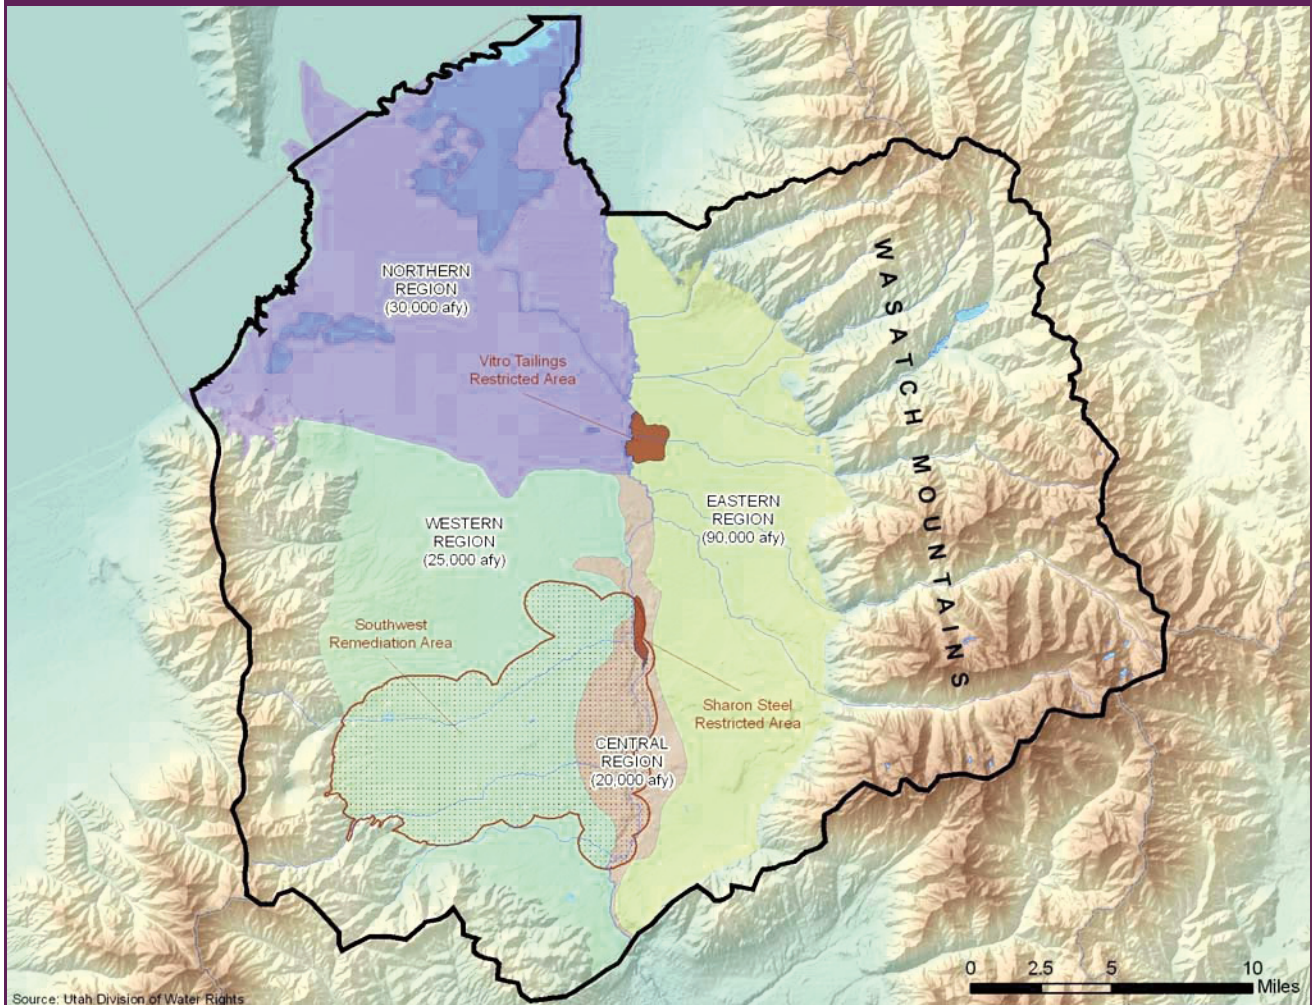 NORTHERN
REGION
(30,000 afy)
WASATCH MOUNTAINS
Vitro Tailings
Restricted Area
EASTERN
REGION
(90,000 afy)
WESTERN
REGION
(25,000 afy)
Southwest
Remediation Area
Sharon Steel
Restricted Area
CENTRAL
REGION
(20,000 afy)
0 2.5 5 10
Miles
Source: Utah Division of Water Rights